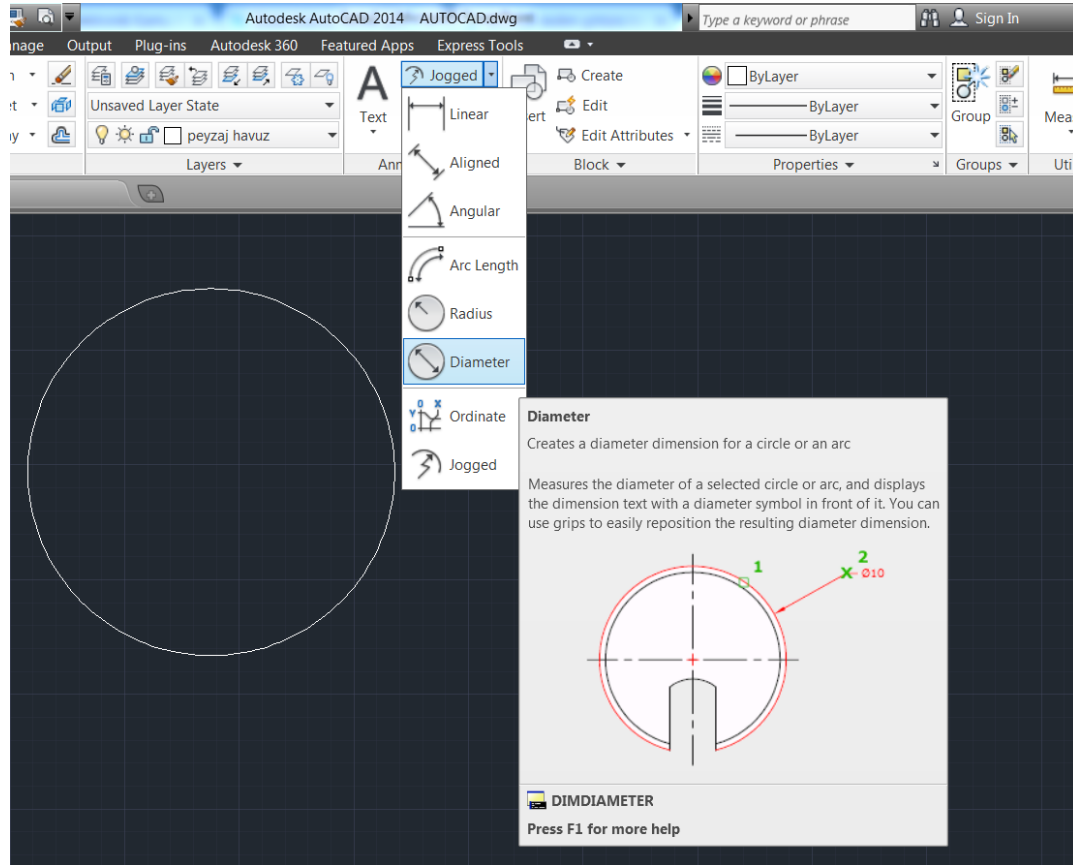 Autodesk AutoCAD 2014 AUTOCAD.dwg
Type a keyword or phrase
Sign In
Output Plug-ins Autodesk 360 Featured Apps Express Tools
Jogged
Create
ByLayer
Unsaved Layer State
Text
Linear
Edit
ByLayer
Group
peyzaj havuz
Edit Attributes
ByLayer
Layers
Aligned
Block
Properties
Groups
Angular
Arc Length
Radius
Diameter
Y 0 X 0
Ordinate
Jogged
Diameter
Creates a diameter dimension for a circle or an arc
Measures the diameter of a selected circle or arc, and displays
the dimension text with a diameter symbol in front of it. You can
use grips to easily reposition the resulting diameter dimension.
1
2
X
Ø10
DIMDIAMETER
Press F1 for more help